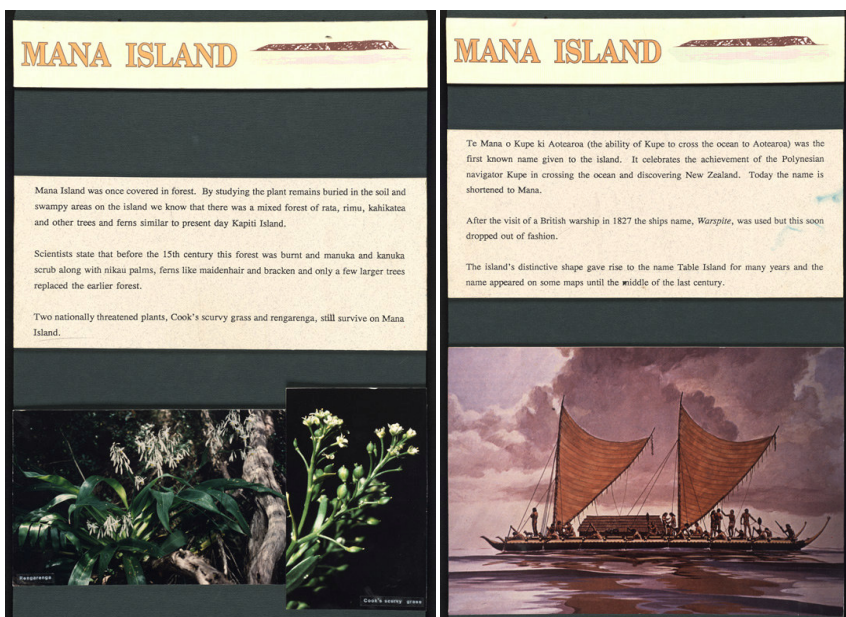 MANA ISLAND
Mana Island was once covered in forest. By studying the plant remains buried in the soil and
swampy areas on the island we know that there was a mixed forest of rata, rimu, kahikatea
and other trees and ferns similar to present day Kapiti Island.
Scientists state that before the 15th century this forest was burnt and manuka and kanuka
scrub along with nikau palms, ferns like maidenhair and bracken and only a few larger trees
replaced the earlier forest.
Two nationally threatened plants, Cook's scurvy grass and rengarenga, still survive on Mana
Island.
Rengarenga
Cook's scurvy grass
MANA ISLAND
Te Mana o Kupe ki Aotearoa (the ability of Kupe to cross the ocean to Aotearoa) was the
first known name given to the island. It celebrates the achievement of the Polynesian
navigator Kupe in crossing the ocean and discovering New Zealand. Today the name is
shortened to Mana.
After the visit of a British warship in 1827 the ships name, Warspite, was used but this soon
dropped out of fashion.
The island's distinctive shape gave rise to the name Table Island for many years and the
name appeared on some maps until the middle of the last century.